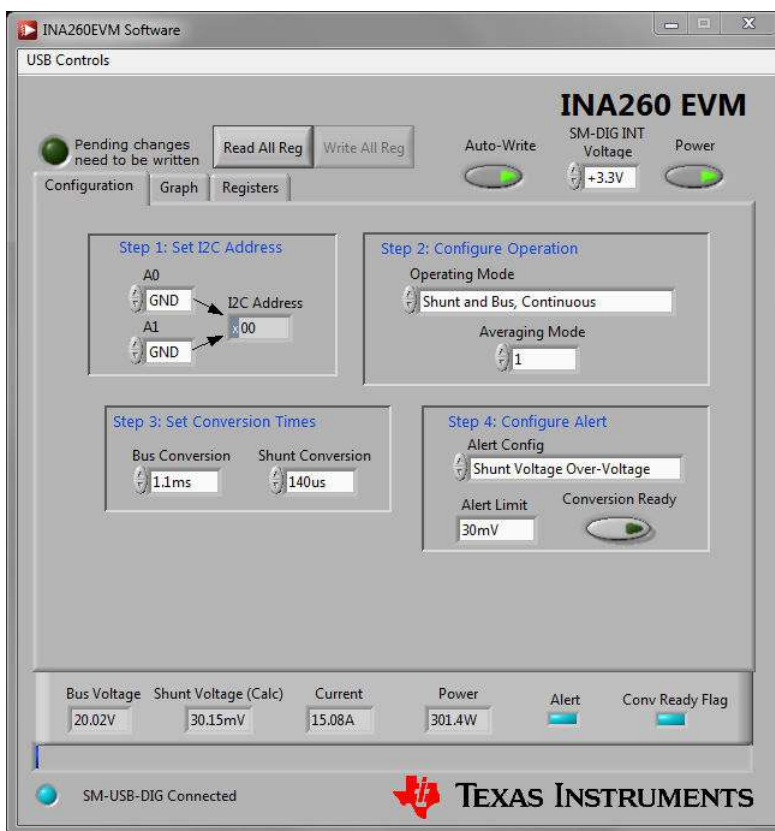 INA260EVM Software
USB Controls
INA260 EVM
Pending changes
need to be written
Read All Reg
Write All Reg
Auto-Write
SM-DIG INT
Voltage
+3.3V
Power
Configuration
Graph
Registers
Step 1: Set I2C Address
A0
GND
I2C Address
x 00
A1
GND
Step 2: Configure Operation
Operating Mode
Shunt and Bus, Continuous
Averaging Mode
1
Step 3: Set Conversion Times
Bus Conversion
Shunt Conversion
1.1ms
140us
Step 4: Configure Alert
Alert Config
Shunt Voltage Over-Voltage
Alert Limit
Conversion Ready
30mV
Bus Voltage
Shunt Voltage (Calc)
Current
Power
Alert
Conv Ready Flag
20.02V
30.15mV
15.08A
301.4W
SM-USB-DIG Connected
TEXAS INSTRUMENTS